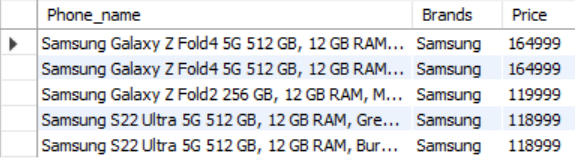 Phone_name Brands Price
Samsung Galaxy Z Fold4 5G 512 GB, 12 GB RAM... Samsung 164999
Samsung Galaxy Z Fold4 5G 512 GB, 12 GB RAM... Samsung 164999
Samsung Galaxy Z Fold2 256 GB, 12 GB RAM, M... Samsung 119999
Samsung S22 Ultra 5G 512 GB, 12 GB RAM, Gre... Samsung 118999
Samsung S22 Ultra 5G 512 GB, 12 GB RAM, Bur... Samsung 118999